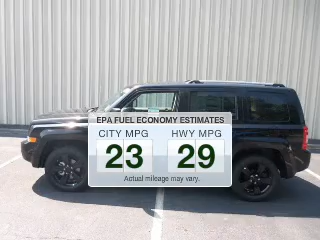 EPA FUEL ECONOMY ESTIMATES
CITY MPG HWY MPG
23 29
Actual mileage may vary.